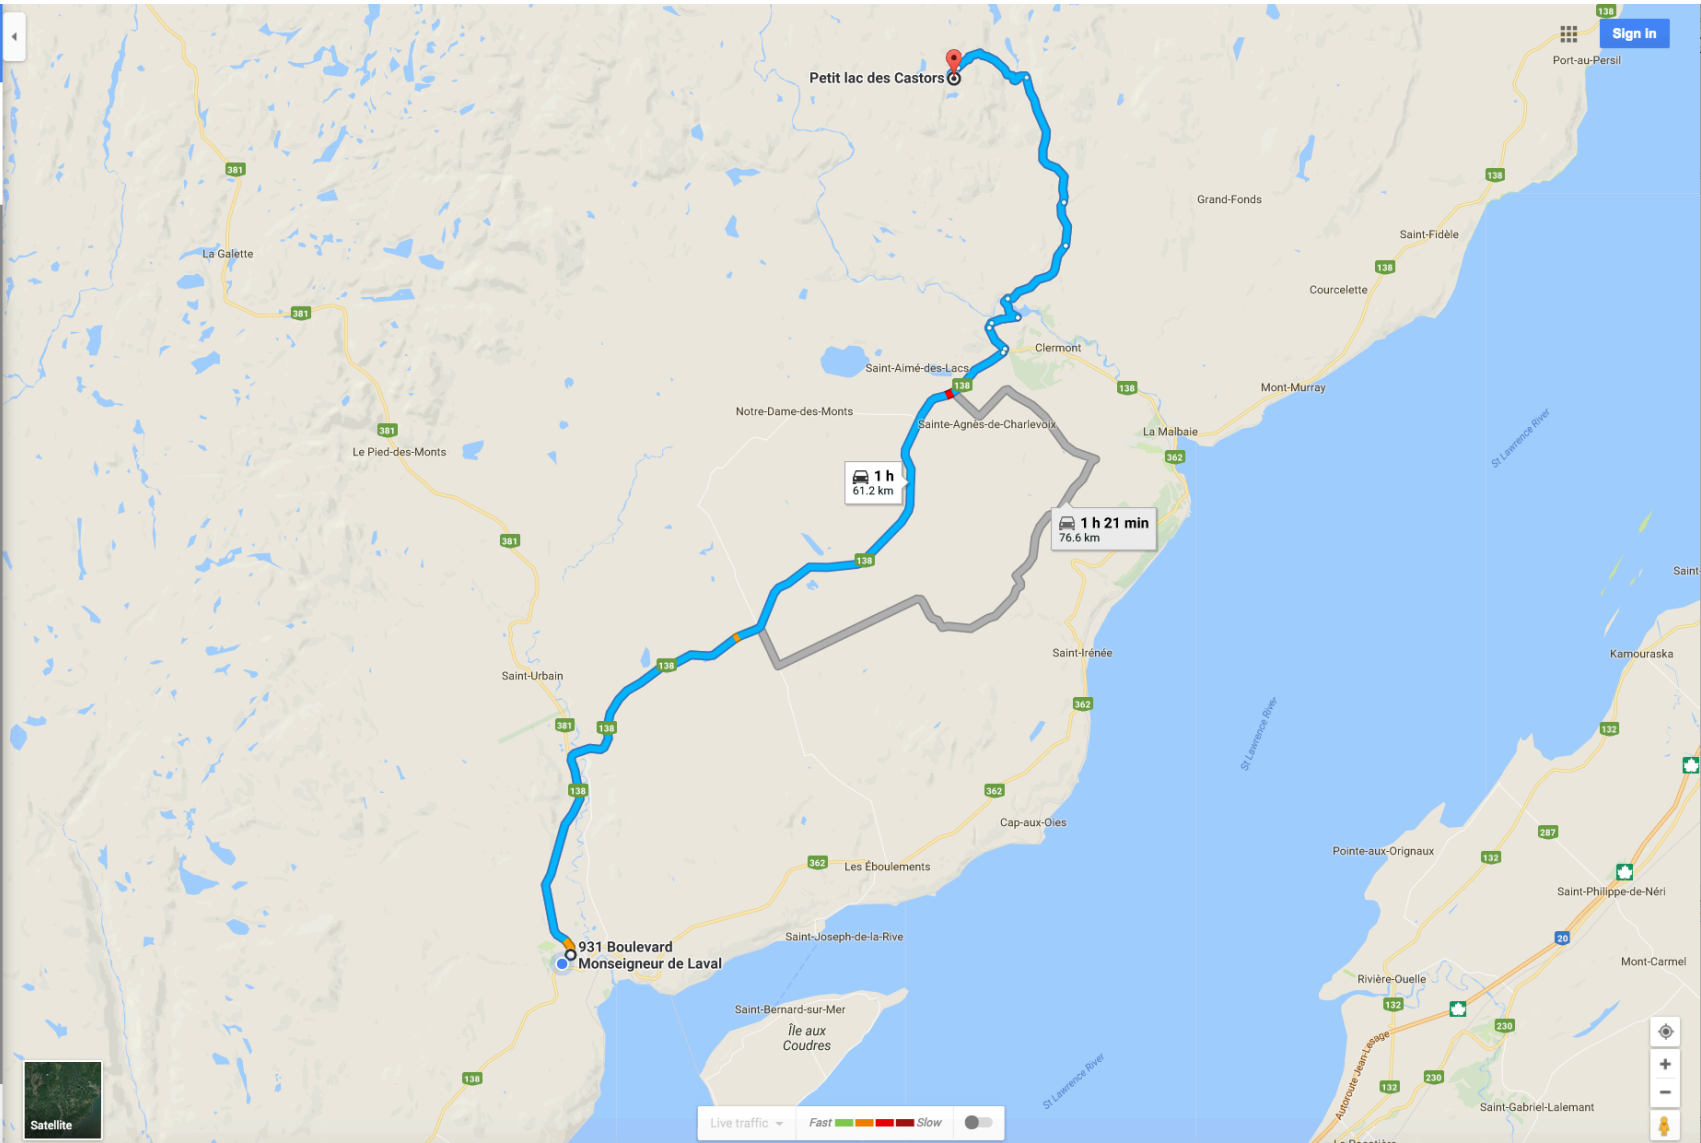 138
Sign in
Port-au-Persil
Petit lac des Castors
381
138
Grand-Fonds
Saint-Fidèle
La Galette
138
Courcelette
381
Clermont
Saint-Aimé-des-Lacs
138
138
Mont-Murray
Notre-Dame-des-Monts
Sainte-Agnès-de-Charlevoix
381
La Malbaie
Le Pied-des-Monts
362
St Lawrence River
1 h
61.2 km
1 h 21 min
76.6 km
381
138
Saint-
Saint-Irénée
Kamouraska
138
Saint-Urbain
362
381
138
132
St Lawrence River
138
362
Cap-aux-Oies
287
Pointe-aux-Orignaux
132
362
Les Éboulements
Saint-Philippe-de-Néri
Saint-Joseph-de-la-Rive
20
931 Boulevard
Monseigneur de Laval
Mont-Carmel
Rivière-Ouelle
132
Saint-Bernard-sur-Mer
Île aux
Coudres
230
Autoroute Jean-Lesage
St Lawrence River
138
230
132
Saint-Gabriel-Lalemant
Satellite
Live traffic
Fast
Slow